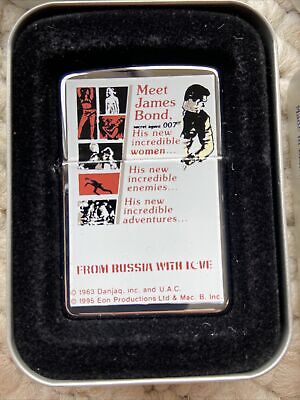 Meet
James
Bond,
secret agent 007
His new
incredible
women...
His new
incredible
enemies...
His new
incredible
adventures...
FROM RUSSIA WITH LOVE
© 1963 Danjaq, inc. and U.A.C.
© 1995 Eon Productions Ltd & Mac. B. Inc.